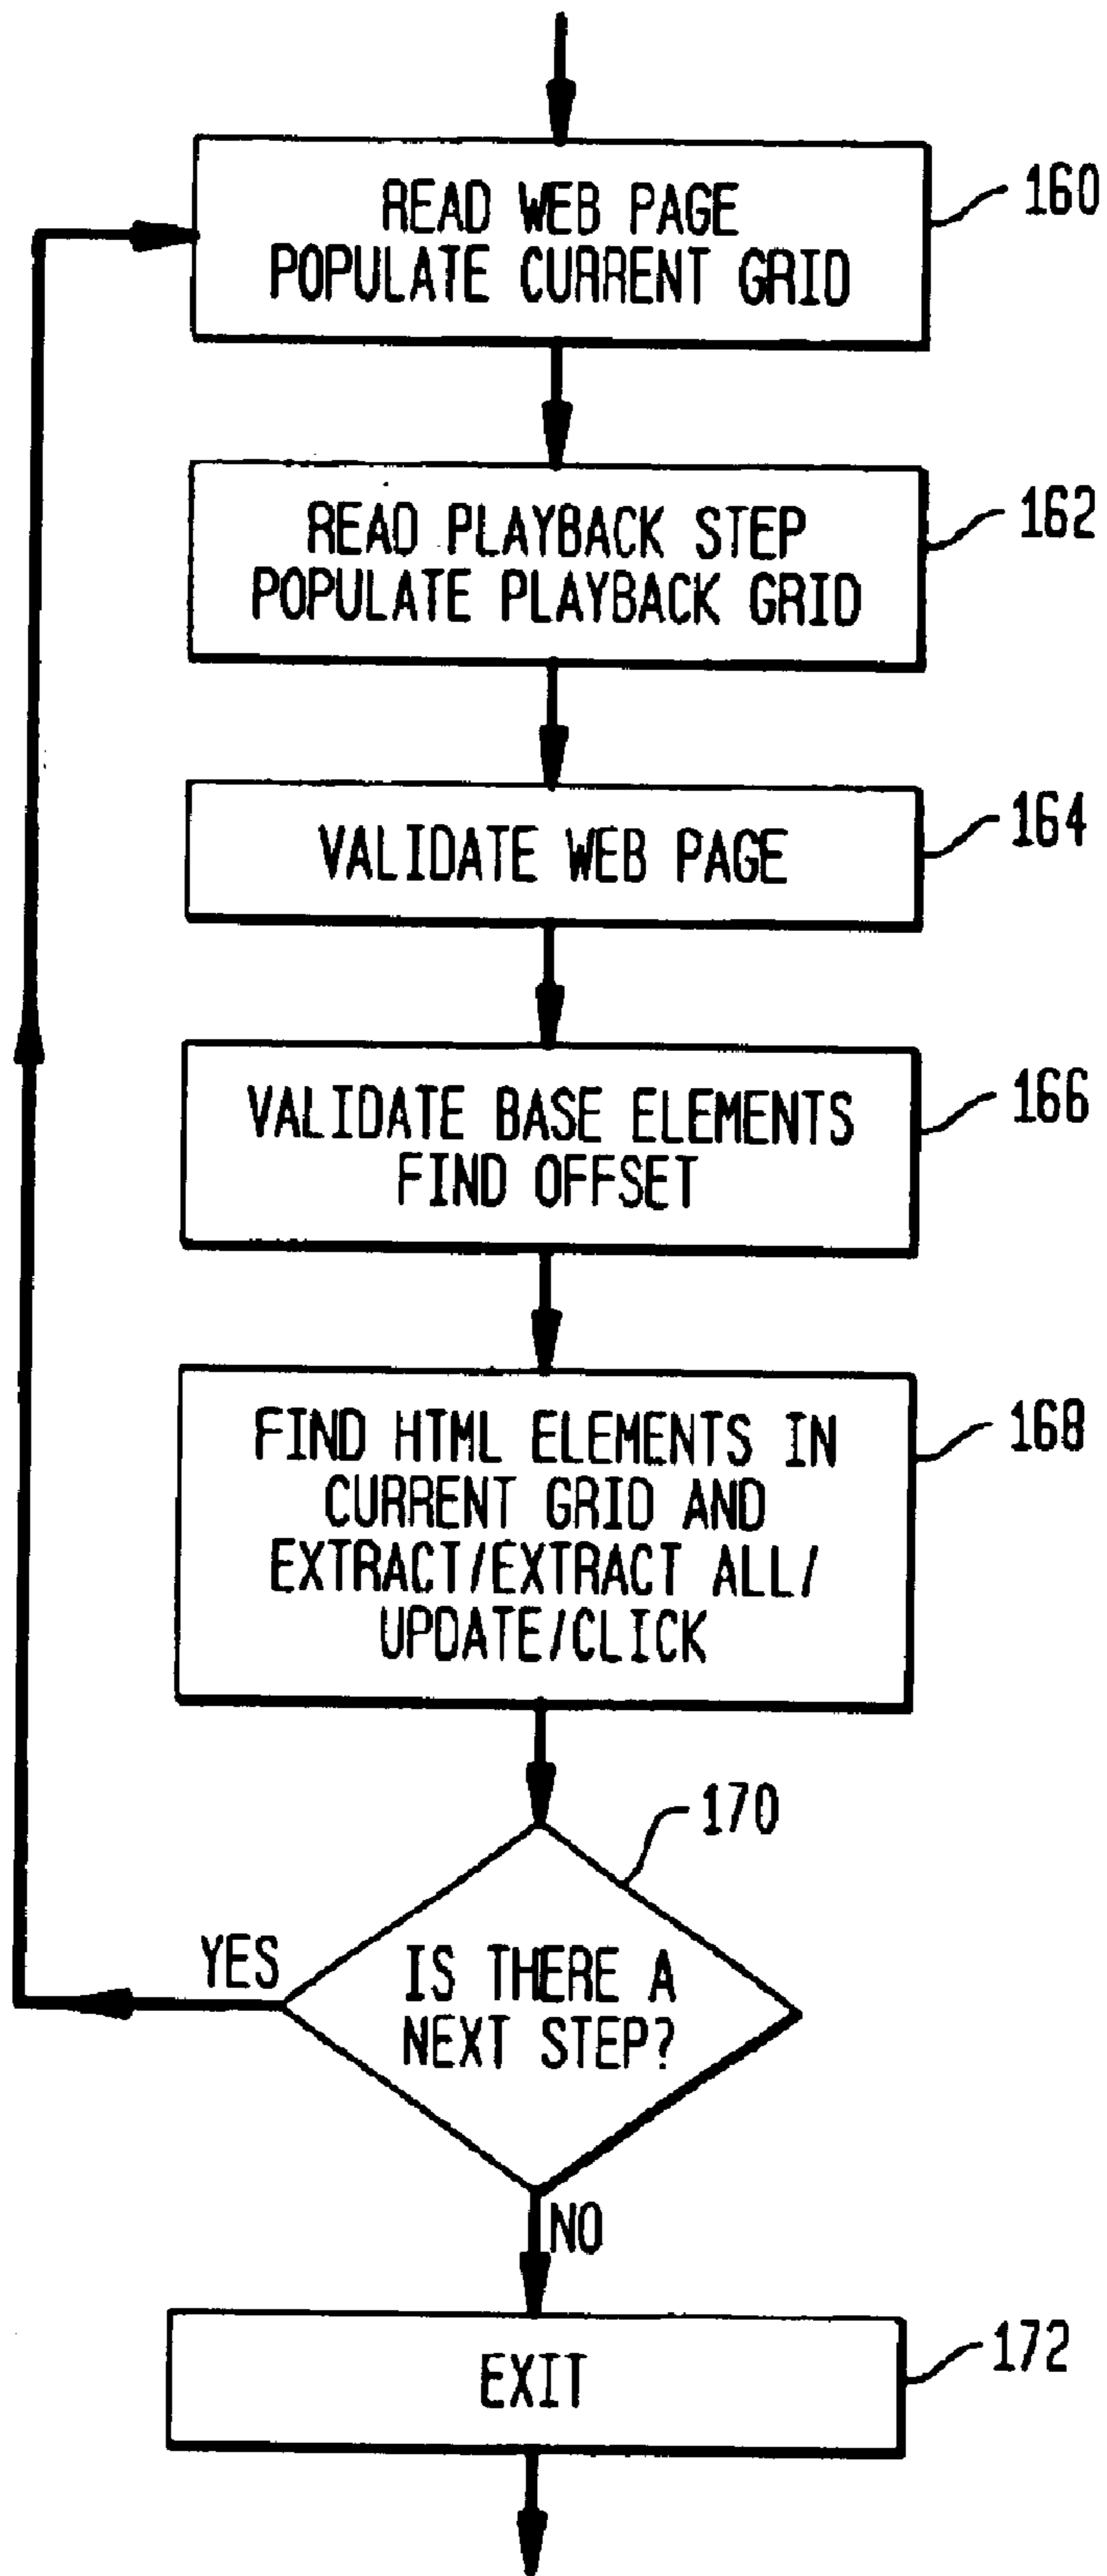 READ WEB PAGE
POPULATE CURRENT GRID
160
READ PLAYBACK STEP
POPULATE PLAYBACK GRID
162
VALIDATE WEB PAGE
164
VALIDATE BASE ELEMENTS
FIND OFFSET
166
FIND HTML ELEMENTS IN
CURRENT GRID AND
EXTRACT/EXTRACT ALL/
UPDATE/CLICK
168
170
YES
IS THERE A
NEXT STEP?
NO
EXIT
172